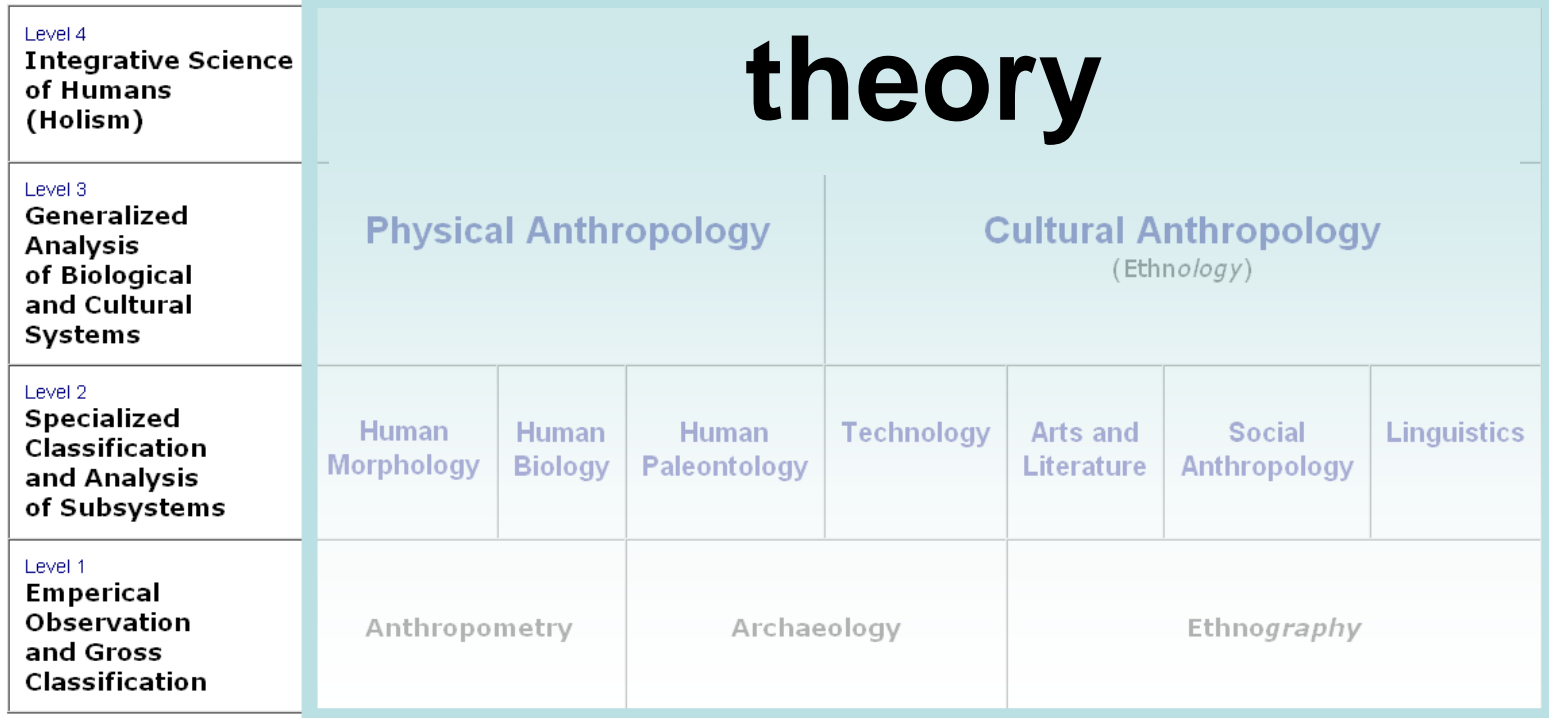 Level 4
Integrative Science
of Humans
(Holism)
theory
Level 3
Generalized
Analysis
of Biological
and Cultural
Systems
Physical Anthropology
Cultural Anthropology
(Ethnology)
Level 2
Specialized
Classification
and Analysis
of Subsystems
Human
Morphology
Human
Biology
Human
Paleontology
Technology
Arts and
Literature
Social
Anthropology
Linguistics
Level 1
Emperical
Observation
and Gross
Classification
Anthropometry
Archaeology
Ethnography